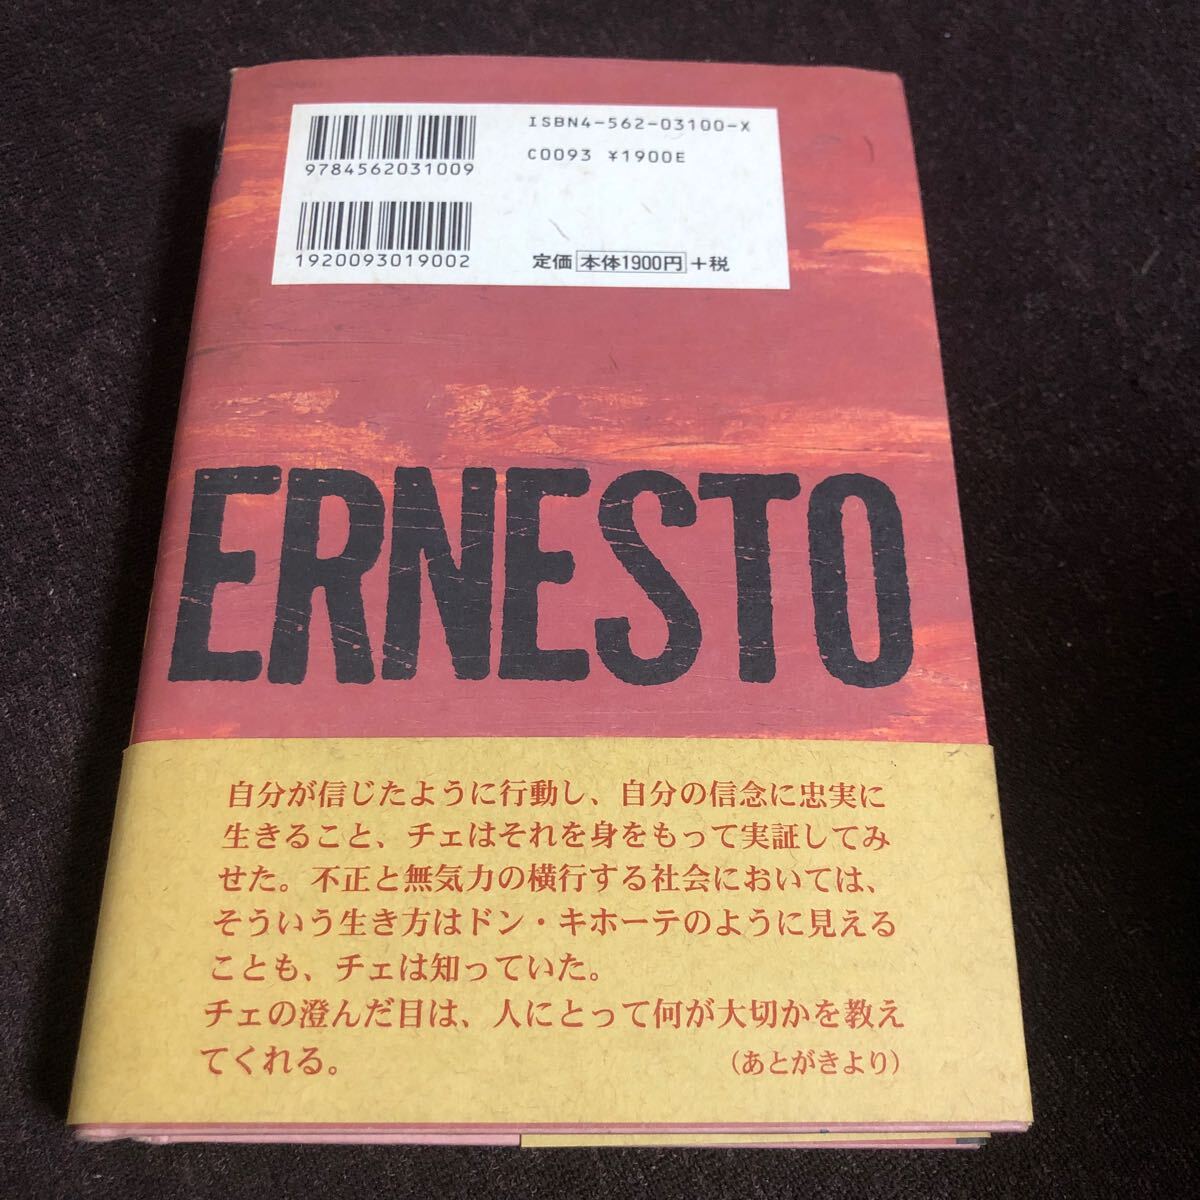 ISBN4-562-03100-X
C0093 ¥1900E
9784562031009
1920093019002
定価 本体1900円 +税
ERNESTO
自分が信じたように行動し、自分の信念に忠実に
生きること、チェはそれを身をもって実証してみ
せた。不正と無気力の横行する社会においては、
そういう生き方はドン・キホーテのように見える
ことも、チェは知っていた。
チェの澄んだ目は、人にとって何が大切かを教え
てくれる。
（あとがきより）